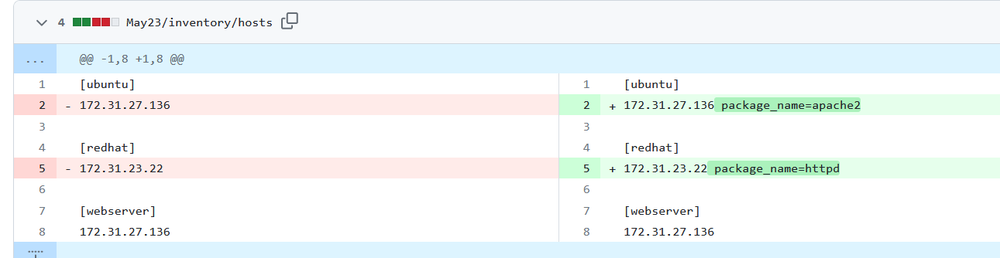 4 May23/inventory/hosts
... @@ -1,8 +1,8 @@
1 [ubuntu] 1 [ubuntu]
2 - 172.31.27.136 2 + 172.31.27.136 package_name=apache2
3 3
4 [redhat] 4 [redhat]
5 - 172.31.23.22 5 + 172.31.23.22 package_name=httpd
6 6
7 [webserver] 7 [webserver]
8 172.31.27.136 8 172.31.27.136